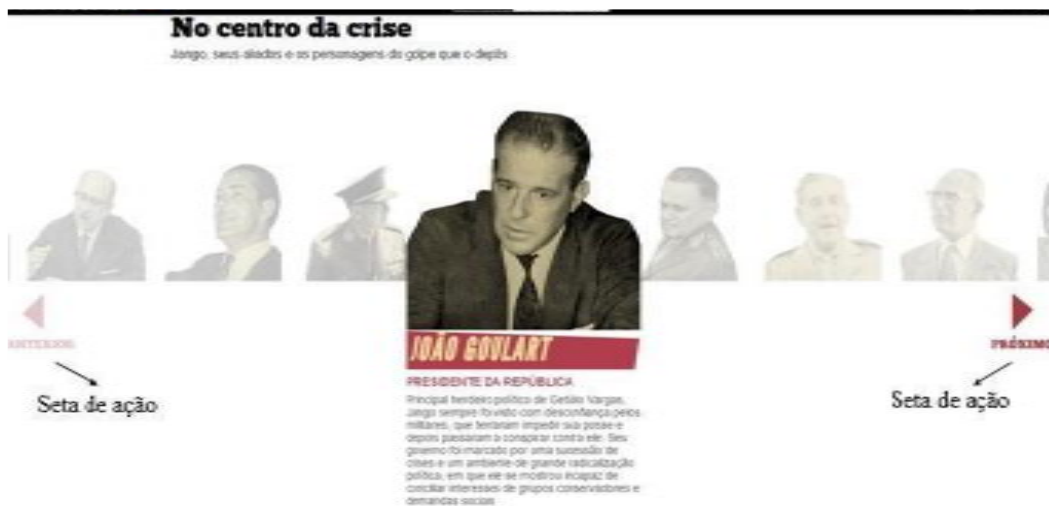 No centro da crise
Jango, seus aliados e os personagens do golpe que o depôs
ANTERIOR
PRÓXIMO
Seta de ação
Seta de ação
JOÃO GOULART
PRESIDENTE DA REPÚBLICA
Principal herdeiro político de Getúlio Vargas,
Jango sempre foi visto com desconfiança pelos
militares, que tentaram impedir sua posse e
depois passaram a conspirar contra ele. Seu
governo foi marcado por uma sucessão de
crises e um ambiente de grande radicalização
política, em que ele se mostrou incapaz de
conciliar interesses de grupos conservadores e
demandas sociais